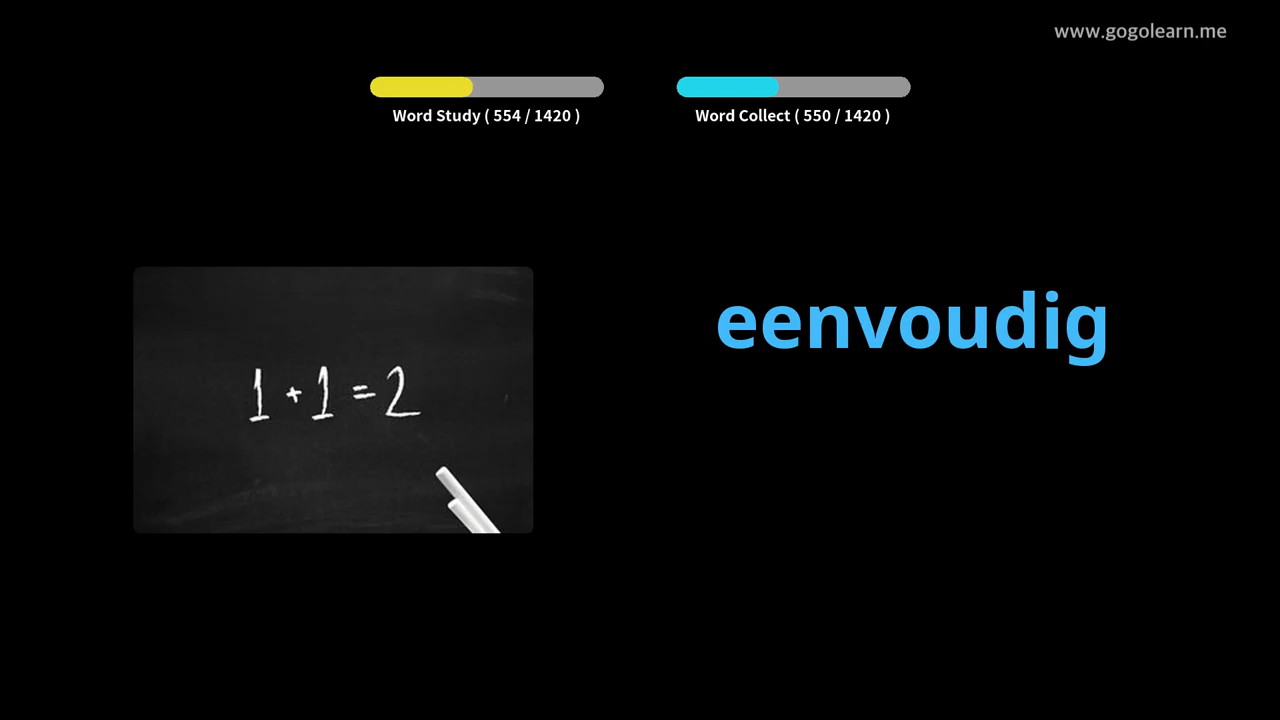 www.gogolearn.me
Word Study ( 554 / 1420 )
Word Collect ( 550 / 1420 )
eenvoudig
1 + 1 = 2